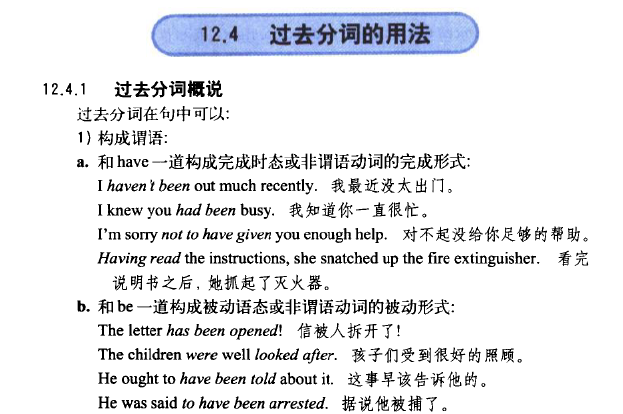 12.4 过去分词的用法
12.4.1 过去分词概说
过去分词在句中可以:
1) 构成谓语:
a. 和 have 一道构成完成时态或非谓语动词的完成形式:
I haven't been out much recently. 我最近没太出门。
I knew you had been busy. 我知道你一直很忙。
I'm sorry not to have given you enough help. 对不起没给你足够的帮助。
Having read the instructions, she snatched up the fire extinguisher. 看完
说明书之后，她抓起了灭火器。
b. 和 be 一道构成被动语态或非谓语动词的被动形式:
The letter has been opened! 信被人拆开了!
The children were well looked after. 孩子们受到很好的照顾。
He ought to have been told about it. 这事早该告诉他的。
He was said to have been arrested. 据说他被捕了。